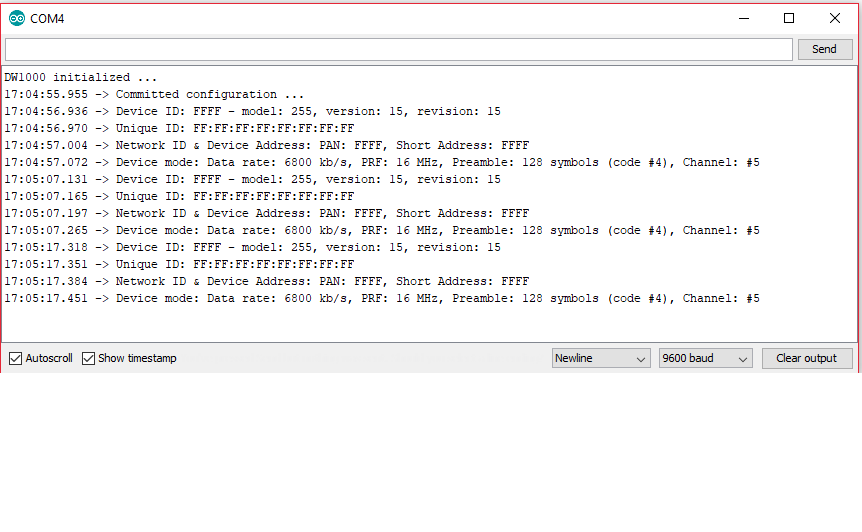 COM4
Send
DW1000 initialized ...
17:04:55.955 -> Committed configuration ...
17:04:56.936 -> Device ID: FFFF - model: 255, version: 15, revision: 15
17:04:56.970 -> Unique ID: FF:FF:FF:FF:FF:FF:FF:FF
17:04:57.004 -> Network ID & Device Address: PAN: FFFF, Short Address: FFFF
17:04:57.072 -> Device mode: Data rate: 6800 kb/s, PRF: 16 MHz, Preamble: 128 symbols (code #4), Channel: #5
17:05:07.131 -> Device ID: FFFF - model: 255, version: 15, revision: 15
17:05:07.165 -> Unique ID: FF:FF:FF:FF:FF:FF:FF:FF
17:05:07.197 -> Network ID & Device Address: PAN: FFFF, Short Address: FFFF
17:05:07.265 -> Device mode: Data rate: 6800 kb/s, PRF: 16 MHz, Preamble: 128 symbols (code #4), Channel: #5
17:05:17.318 -> Device ID: FFFF - model: 255, version: 15, revision: 15
17:05:17.351 -> Unique ID: FF:FF:FF:FF:FF:FF:FF:FF
17:05:17.384 -> Network ID & Device Address: PAN: FFFF, Short Address: FFFF
17:05:17.451 -> Device mode: Data rate: 6800 kb/s, PRF: 16 MHz, Preamble: 128 symbols (code #4), Channel: #5
Autoscroll Show timestamp Newline 9600 baud Clear output